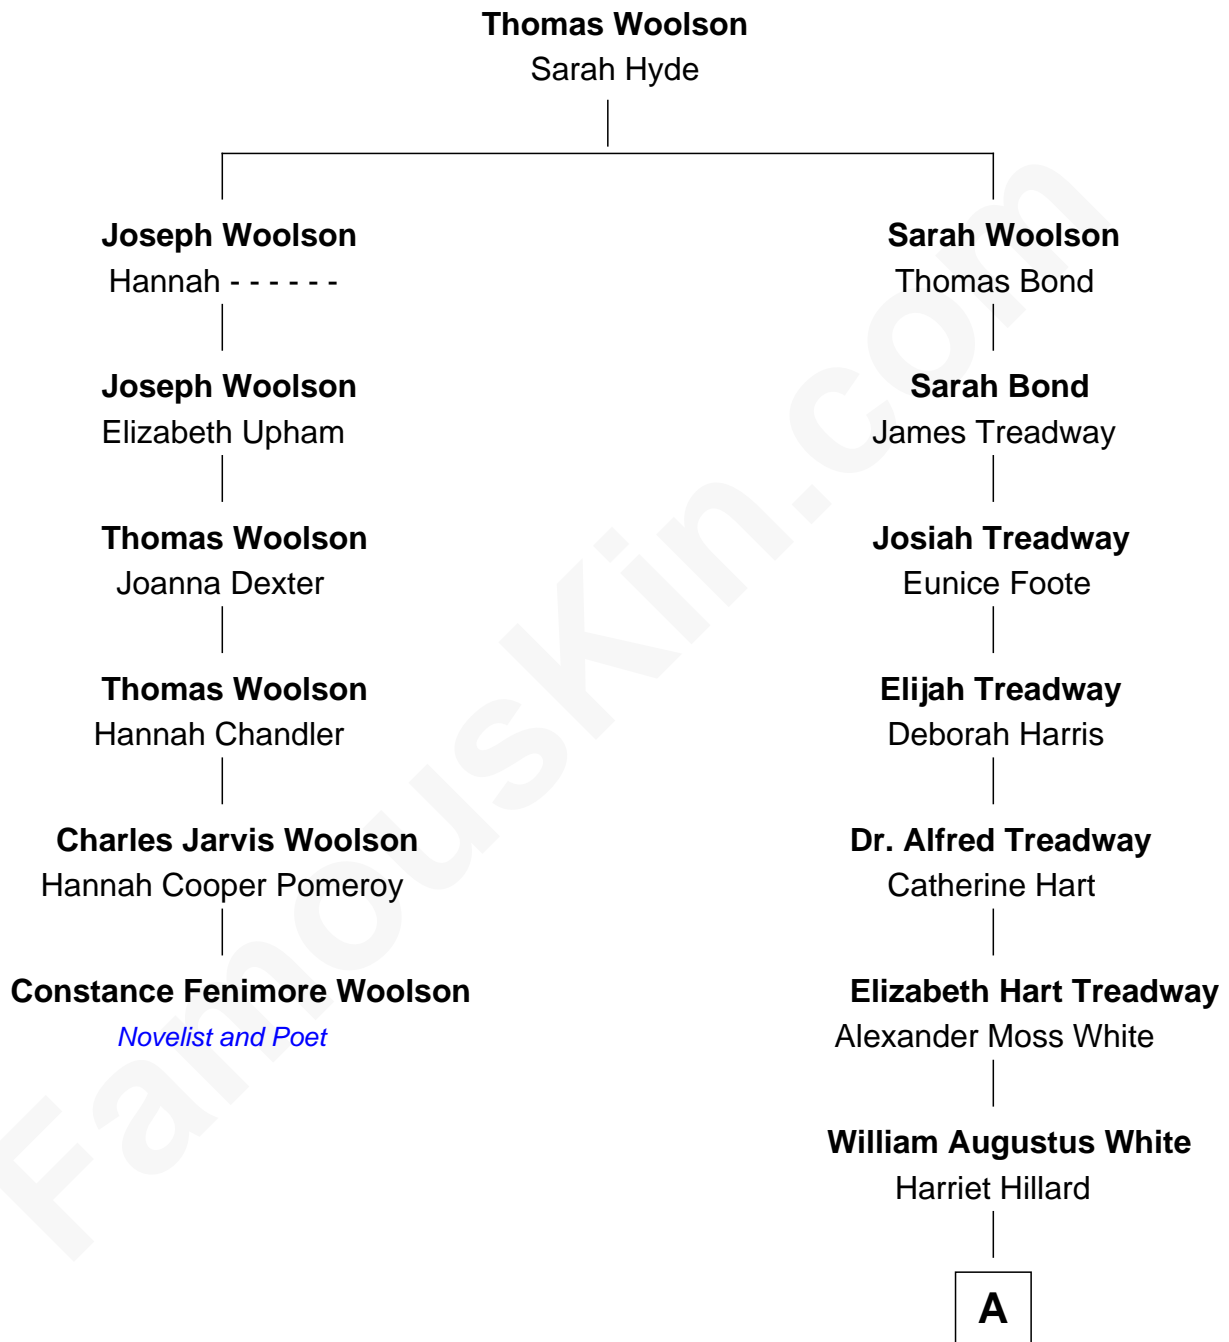 Thomas Woolson
Sarah Hyde
Joseph Woolson
Hannah - - - - - -
Sarah Woolson
Thomas Bond
Joseph Woolson
Elizabeth Upham
Sarah Bond
James Treadway
Thomas Woolson
Joanna Dexter
Josiah Treadway
Eunice Foote
Thomas Woolson
Hannah Chandler
Elijah Treadway
Deborah Harris
Charles Jarvis Woolson
Hannah Cooper Pomeroy
Dr. Alfred Treadway
Catherine Hart
Constance Fenimore Woolson
Novelist and Poet
Elizabeth Hart Treadway
Alexander Moss White
William Augustus White
Harriet Hillard
A
FamousKin.com